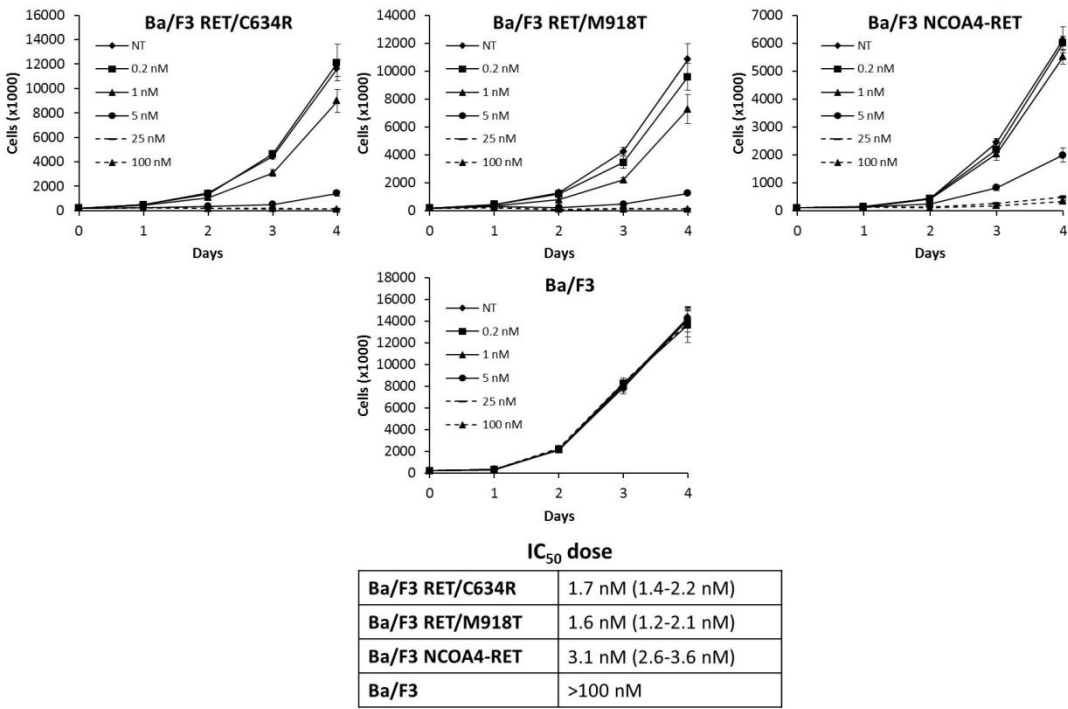 Ba/F3 RET/C634R
Cells (x1000)
16000
14000
12000
10000
8000
6000
4000
2000
0
NT
0.2 nM
1 nM
5 nM
25 nM
100 nM
0 1 2 3 4
Days
Ba/F3 RET/M918T
Cells (x1000)
14000
12000
10000
8000
6000
4000
2000
0
NT
0.2 nM
1 nM
5 nM
25 nM
100 nM
0 1 2 3 4
Days
Ba/F3 NCOA4-RET
Cells (x1000)
7000
6000
5000
4000
3000
2000
1000
0
NT
0.2 nM
1 nM
5 nM
25 nM
100 nM
0 1 2 3 4
Days
Ba/F3
Cells (x1000)
18000
16000
14000
12000
10000
8000
6000
4000
2000
0
NT
0.2 nM
1 nM
5 nM
25 nM
100 nM
0 1 2 3 4
Days
IC50 dose
Ba/F3 RET/C634R 1.7 nM (1.4-2.2 nM)
Ba/F3 RET/M918T 1.6 nM (1.2-2.1 nM)
Ba/F3 NCOA4-RET 3.1 nM (2.6-3.6 nM)
Ba/F3 >100 nM